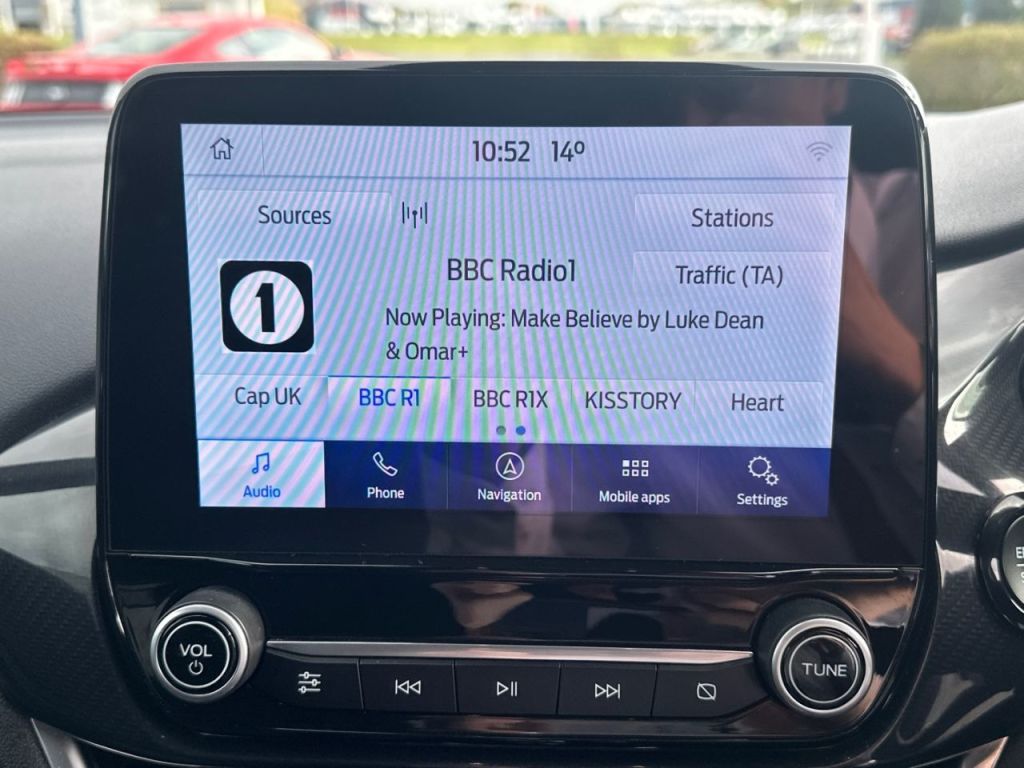 10:52 14º
Sources
Stations
1
BBC Radio1
Traffic (TA)
Now Playing: Make Believe by Luke Dean
& Omar+
Cap UK BBC R1 BBC R1X KISSTORY Heart
Audio Phone Navigation Mobile apps Settings
VOL
TUNE